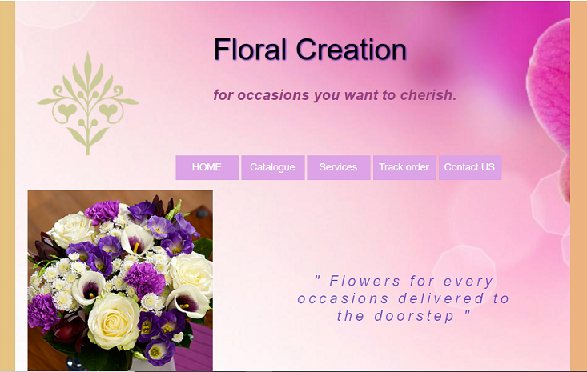 Floral Creation
for occasions you want to cherish.
HOME Catalogue Services Track order Contact US
" Flowers for every
occasions delivered to
the doorstep "